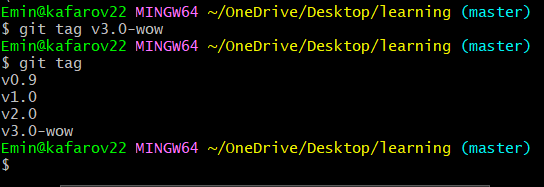 Emin@kafarov22 MINGW64 ~/OneDrive/Desktop/learning (master)
$ git tag v3.0-wow
Emin@kafarov22 MINGW64 ~/OneDrive/Desktop/learning (master)
$ git tag
v0.9
v1.0
v2.0
v3.0-wow
Emin@kafarov22 MINGW64 ~/OneDrive/Desktop/learning (master)
$